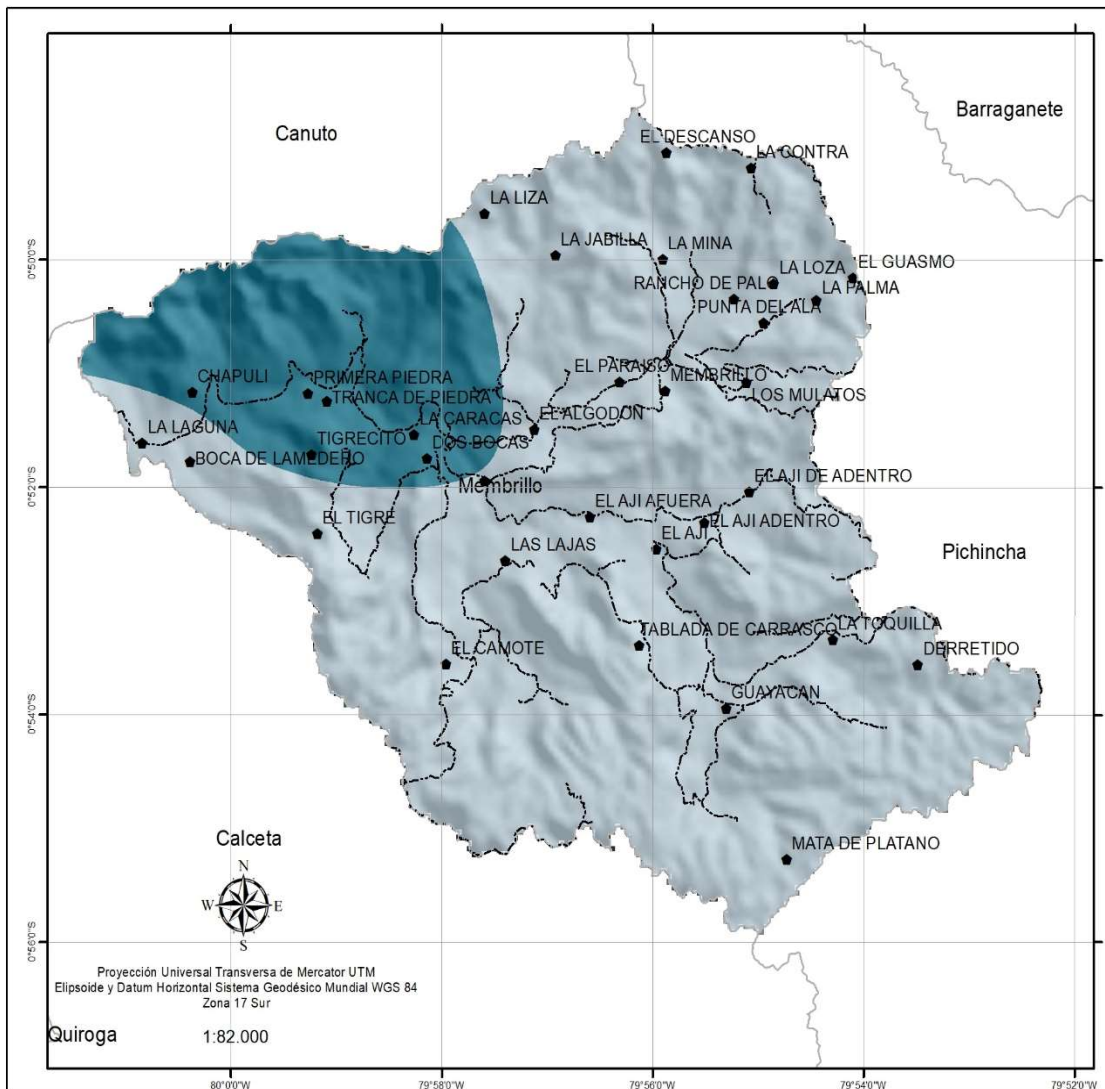 Barraganete
Canuto
EL DESCANSO
LA CONTRA
LA LIZA
LA JABILLA
LA MINA
LA LOZA
EL GUASMO
RANCHO DE PALO
LA PALMA
PUNTA DEL ALA
0°50'0"S
EL PARAISO
MEMBRILLO
LOS MULATOS
CHAPULI
PRIMERA PIEDRA
TRANCA DE PIEDRA
LA CARACAS
EL ALGODON
LA LAGUNA
TIGRECITO
DOS BOCAS
BOCA DE LAMEDERO
Membrillo
0°52'0"S
EL AJI DE ADENTRO
EL AJI AFUERA
EL AJI ADENTRO
EL TIGRE
EL AJI
LAS LAJAS
Pichincha
TABLADA DE CARRASCO
LA TOQUILLA
EL CAMOTE
DERRETIDO
GUAYACAN
0°54'0"S
Calceta
MATA DE PLATANO
N
W E
S
0°56'0"S
Proyección Universal Transversa de Mercator UTM
Elipsoide y Datum Horizontal Sistema Geodésico Mundial WGS 84
Zona 17 Sur
Quiroga
1:82.000
80°0'0"W 79°58'0"W 79°56'0"W 79°54'0"W 79°52'0"W